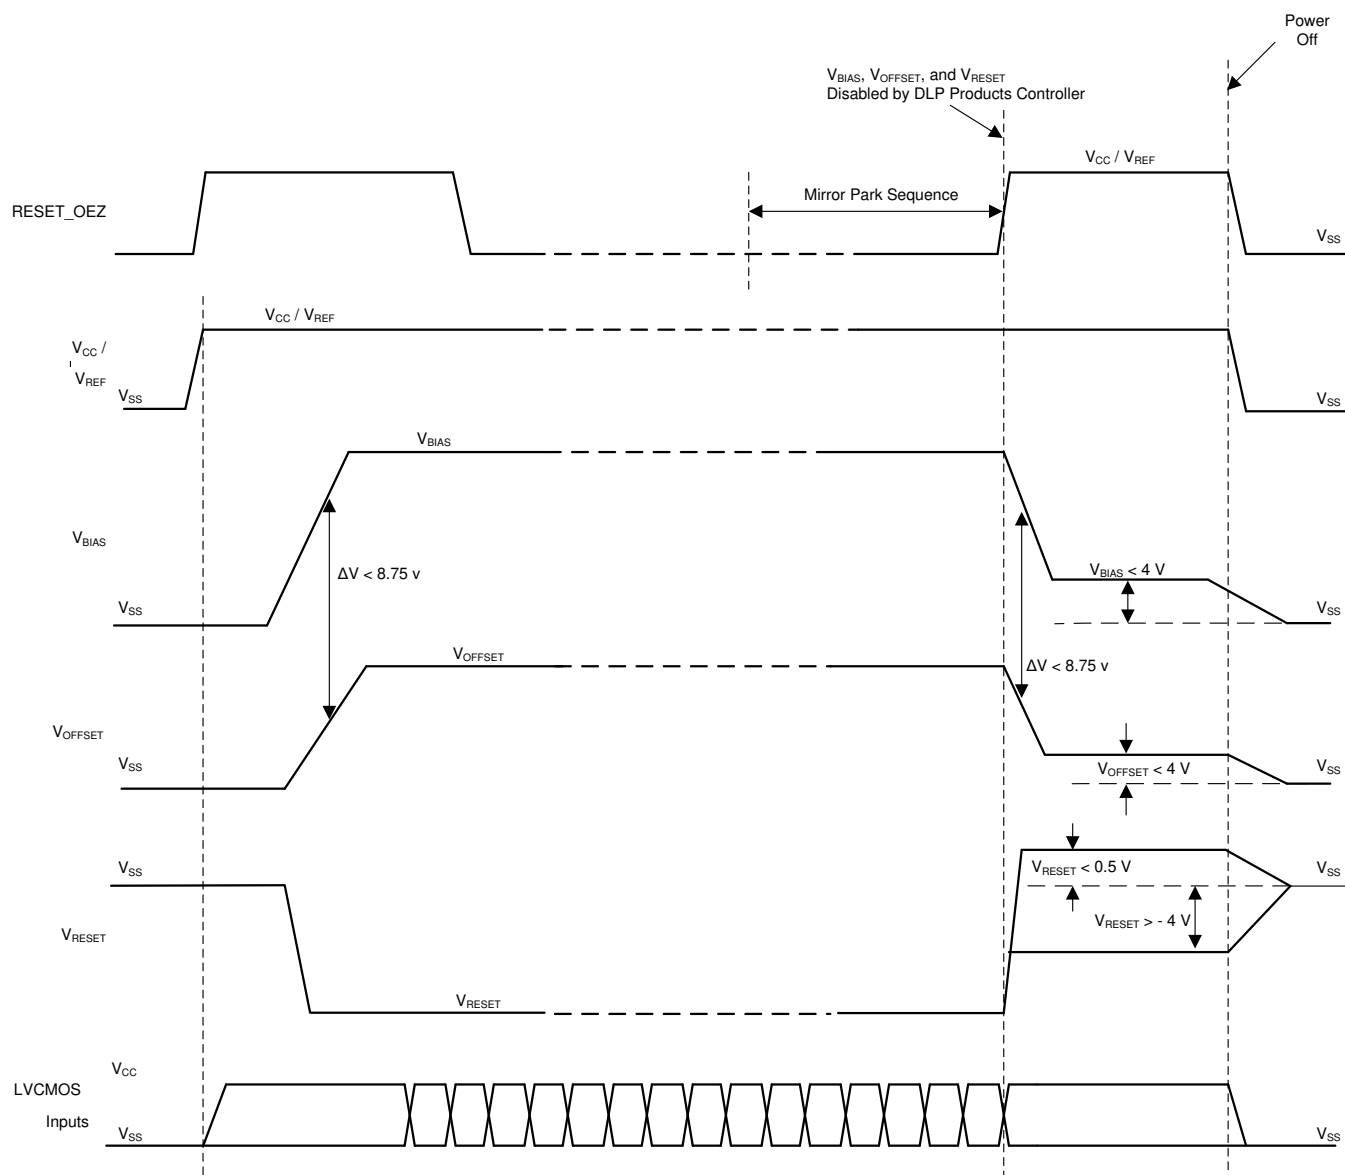 Power
Off
VBIAS, VOFFSET, and VRESET
Disabled by DLP Products Controller
VCC / VREF
Mirror Park Sequence
RESET_OEZ
VSS
VCC / VREF
VCC /
VREF
VSS
VSS
VBIAS
VBIAS
ΔV < 8.75 v
VBIAS < 4 V
VSS
VSS
VOFFSET
ΔV < 8.75 v
VOFFSET
VSS
VOFFSET < 4 V
VSS
VSS
VRESET < 0.5 V
VSS
VRESET > - 4 V
VRESET
VRESET
VCC
LVCMOS
Inputs
VSS
VSS